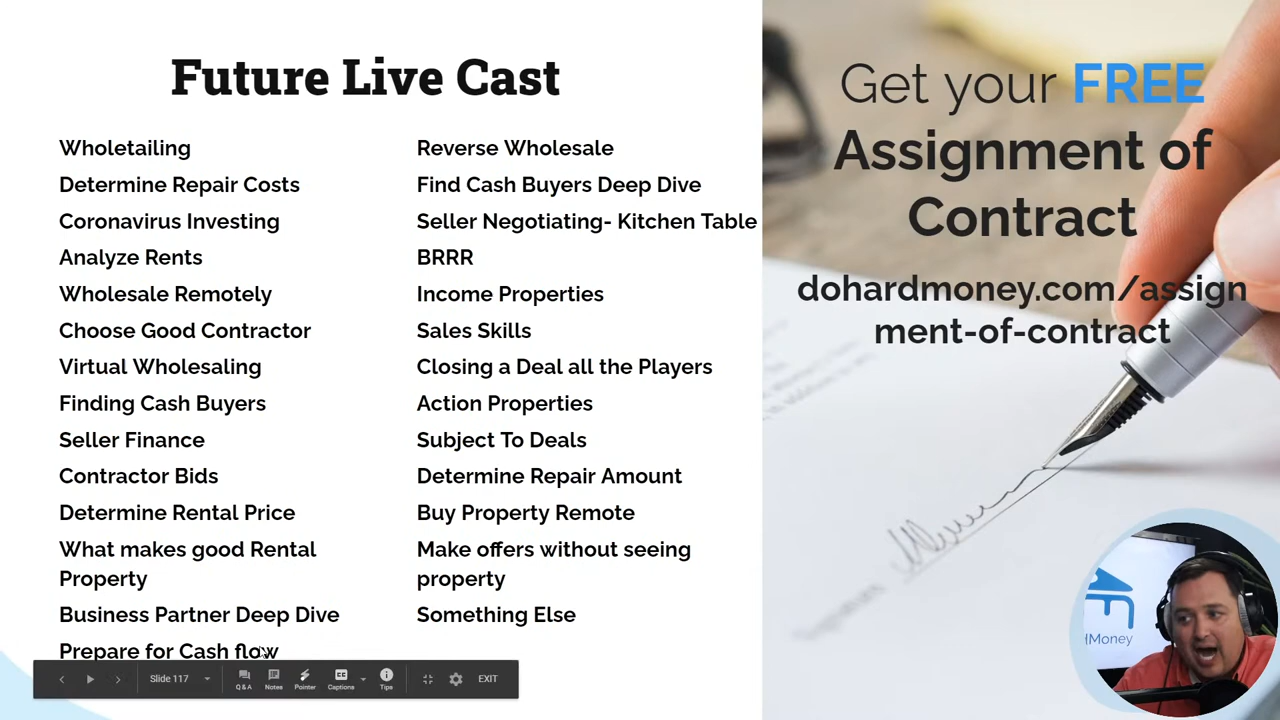 Future Live Cast
Wholetailing
Determine Repair Costs
Coronavirus Investing
Analyze Rents
Wholesale Remotely
Choose Good Contractor
Virtual Wholesaling
Finding Cash Buyers
Seller Finance
Contractor Bids
Determine Rental Price
What makes good Rental
Property
Business Partner Deep Dive
Prepare for Cash flow
Reverse Wholesale
Find Cash Buyers Deep Dive
Seller Negotiating- Kitchen Table
BRRR
Income Properties
Sales Skills
Closing a Deal all the Players
Action Properties
Subject To Deals
Determine Repair Amount
Buy Property Remote
Make offers without seeing
property
Something Else
Get your FREE
Assignment of
Contract
dohardmoney.com/assign
ment-of-contract
Slide 117
Q & A
Notes
Pointer
CC
Captions
Tips
EXIT